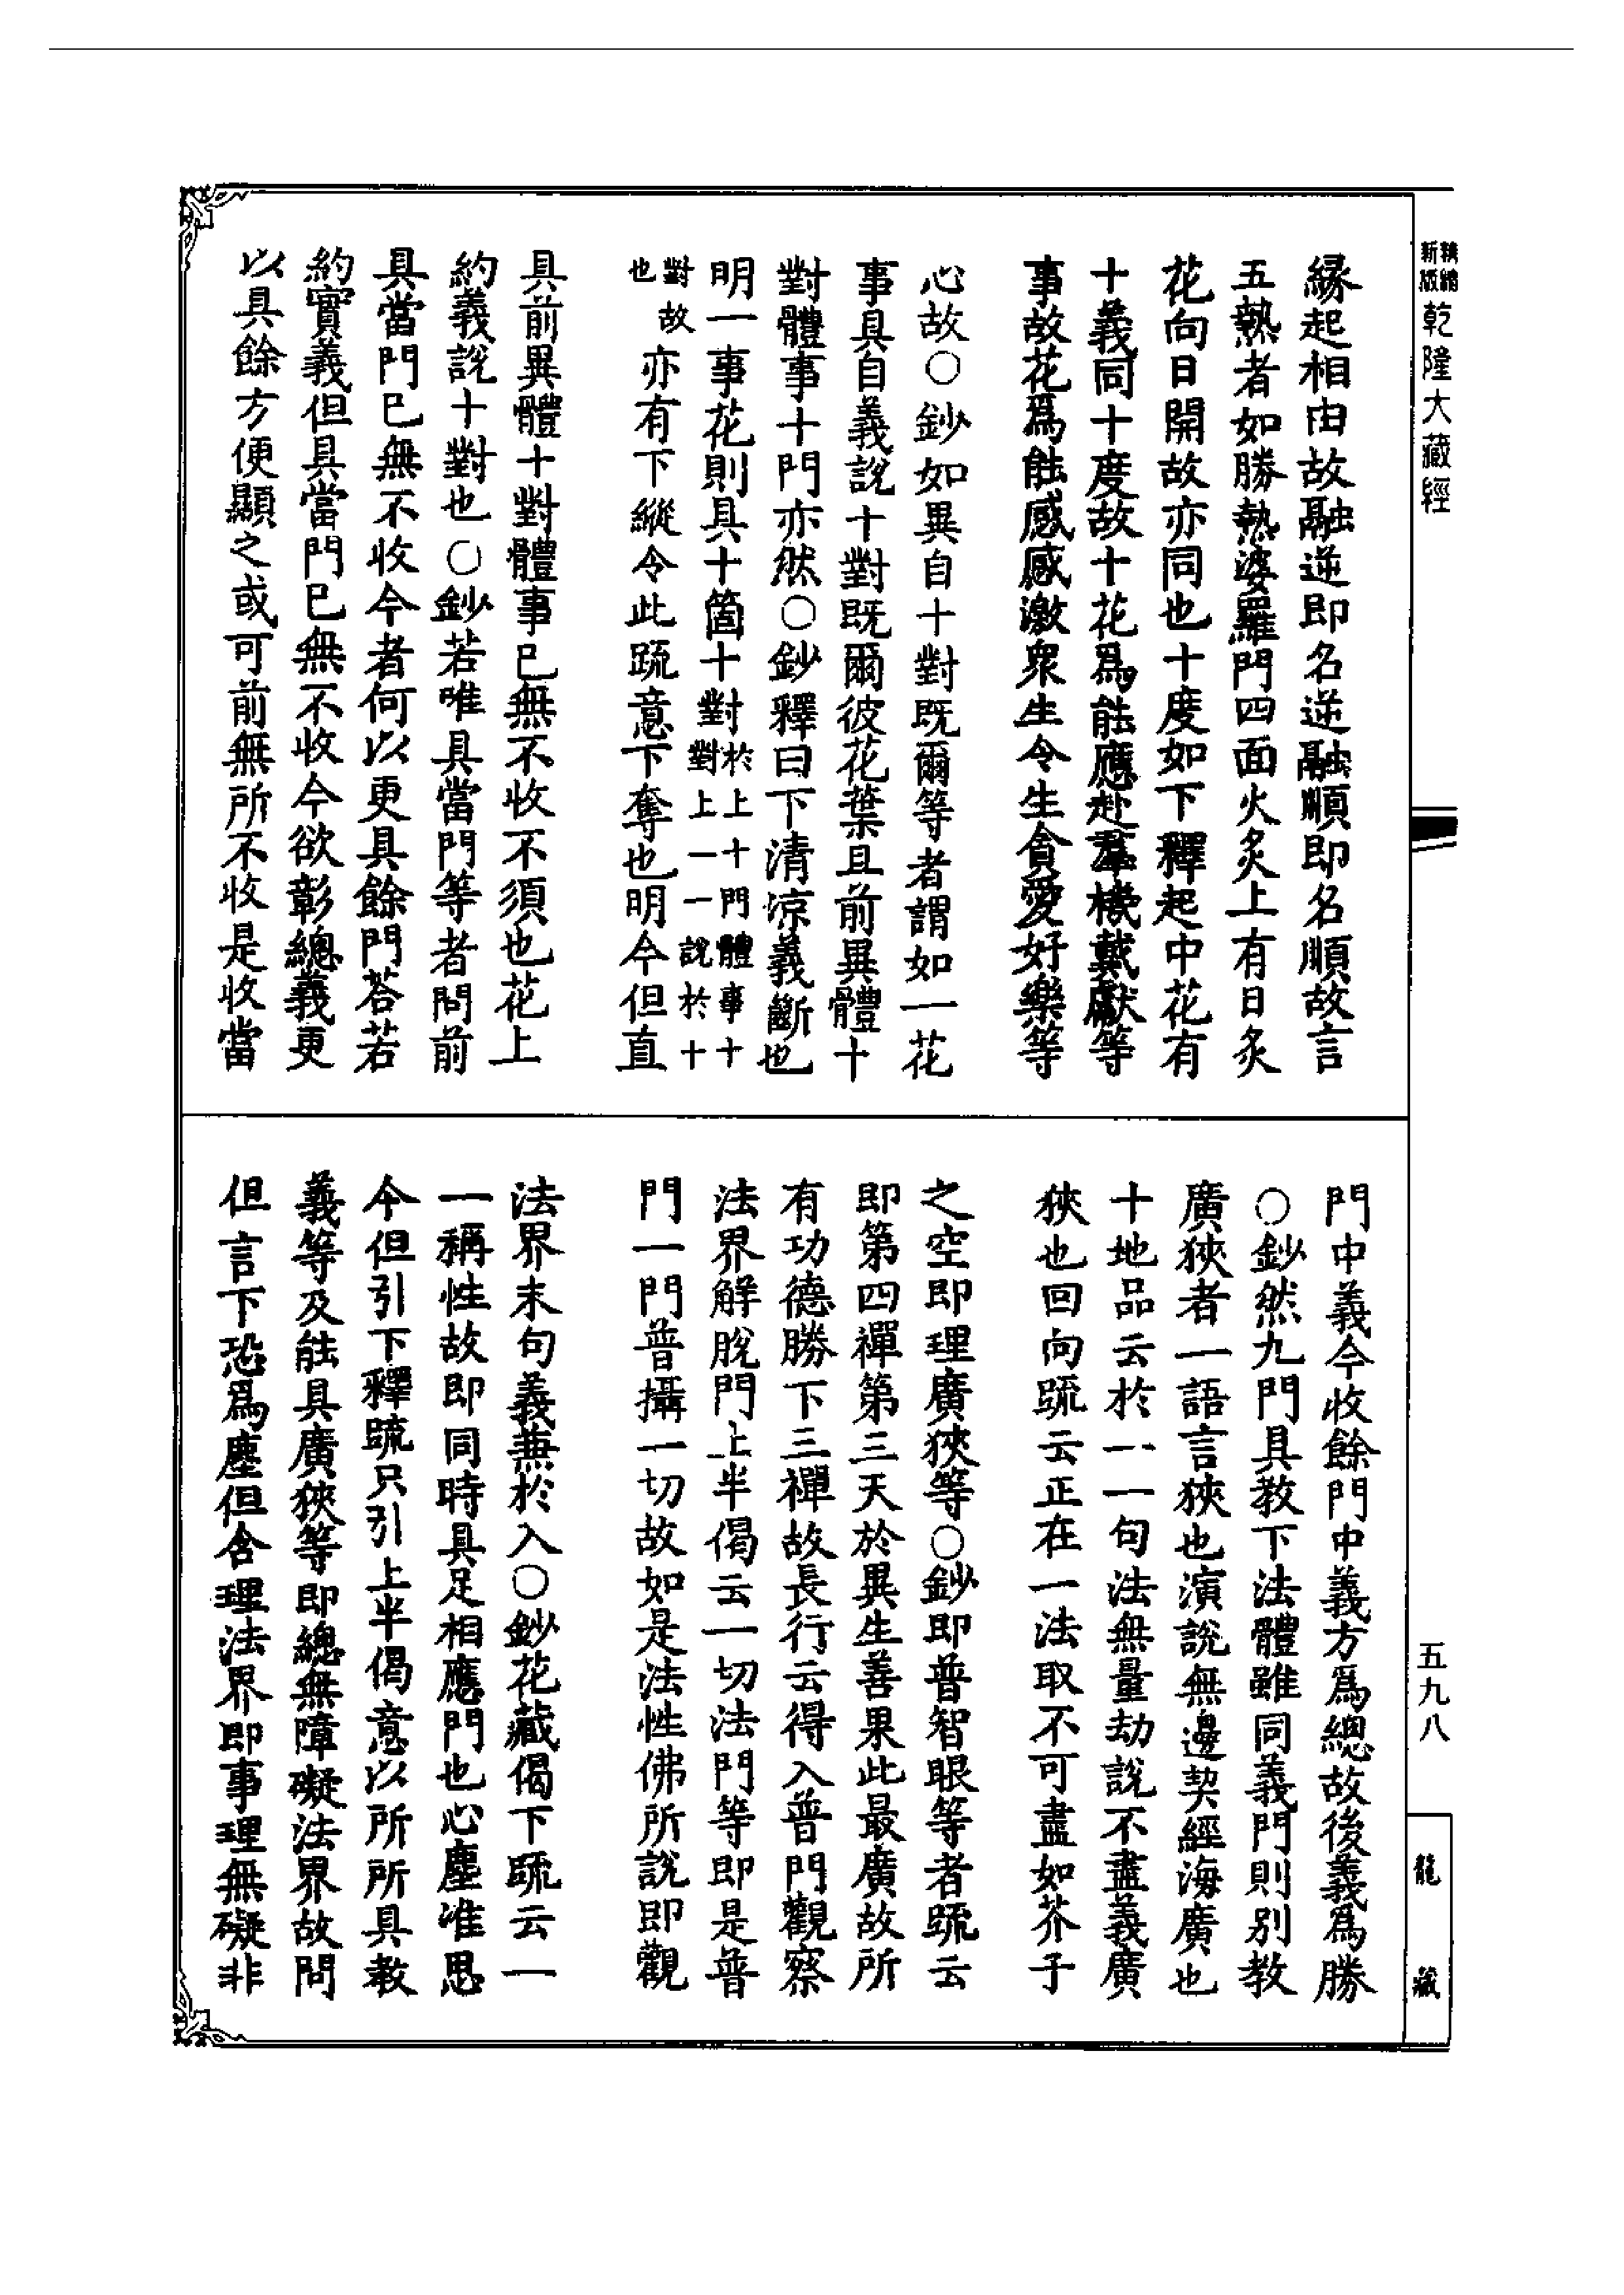 精繕新版乾隆大藏經
緣起相由故融逆即名逆融順即名順故言
五熱者如勝熱婆羅門四面火炙上有日炙
花向日開故亦同也十度如下釋起中花有
十義同十度故十花爲能應赴羣機冀獻等
事故花爲能感感激衆生令生貪愛好樂等
心故○鈔如異自十對既爾等者謂如一花
事具自義說十對既爾彼花葉且前異體十
對體事十門亦然○鈔釋曰下清涼義斷也
明一事花則具十箇十對於上十門體事十
對上一一說於十
對故
也
亦有下縱令此䟽意下奪也明今但直
具前異體十對體事已無不收不須也花上
約義說十對也○鈔若唯具當門等者問前
具當門已無不收今者何以更具餘門荅若
約實義但具當門已無不收今欲彰總義更
以具餘方便顯之或可前無所不收是收當
門中義今收餘門中義方爲總故後義爲勝
○鈔然九門具教下法體雖同義門則別教
廣狹者一語言狹也演說無邊契經海廣也
十地品云於一一句法無量劫說不盡義廣
狹也回向䟽云正在一法取不可盡如芥子
之空即理廣狹等○鈔即普智眼等者䟽云
即第四禪第三天於異生善果此最廣故所
有功德勝下三禪故長行云得入普門觀察
法界解脫門上半偈云一切法門等即是普
門一門普攝一切故如是法性佛所說即觀
法界末句義兼於入○鈔花藏偈下䟽云一
一稱性故即同時具足相應門也心塵准思
今但引下釋䟽只引上半偈意以所所具教
義等及能具廣狹等即總無障礙法界故問
但言下恐爲塵但含理法界即事理無礙非
五九八
龍藏